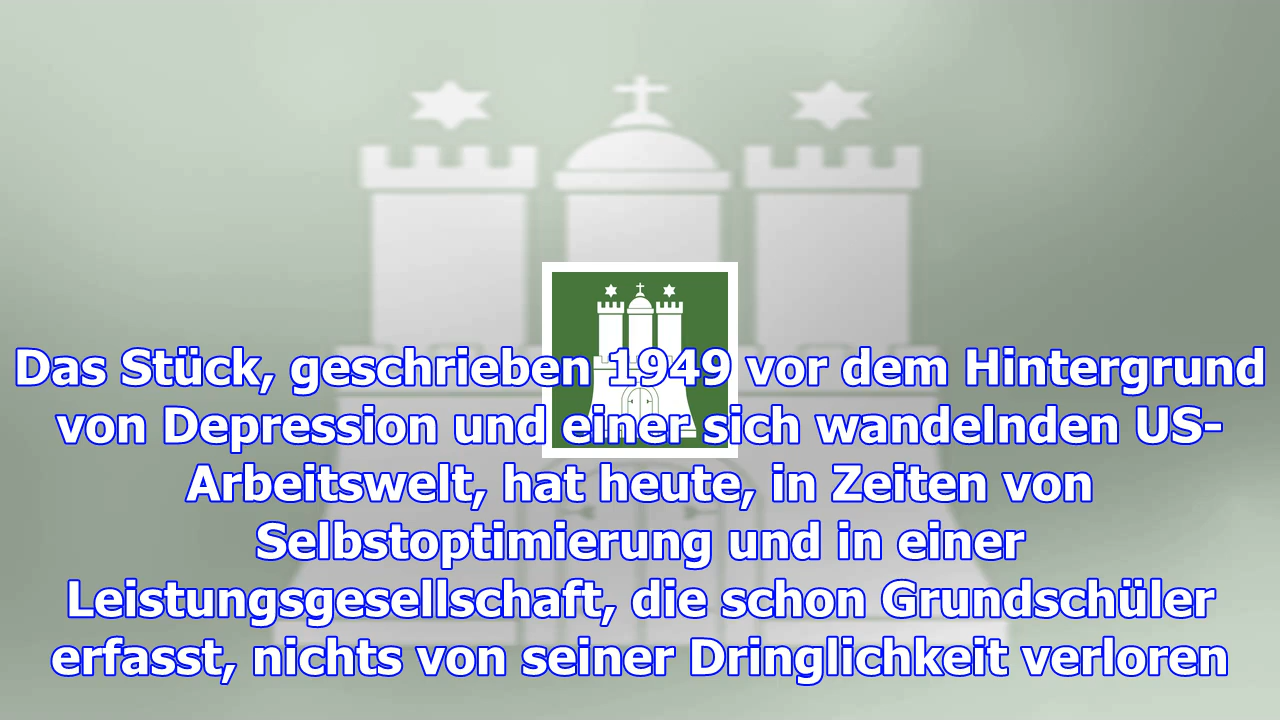 Das Stück, geschrieben 1949 vor dem Hintergrund
von Depression und einer sich wandelnden US-
Arbeitswelt, hat heute, in Zeiten von
Selbstoptimierung und in einer
Leistungsgesellschaft, die schon Grundschüler
erfasst, nichts von seiner Dringlichkeit verloren